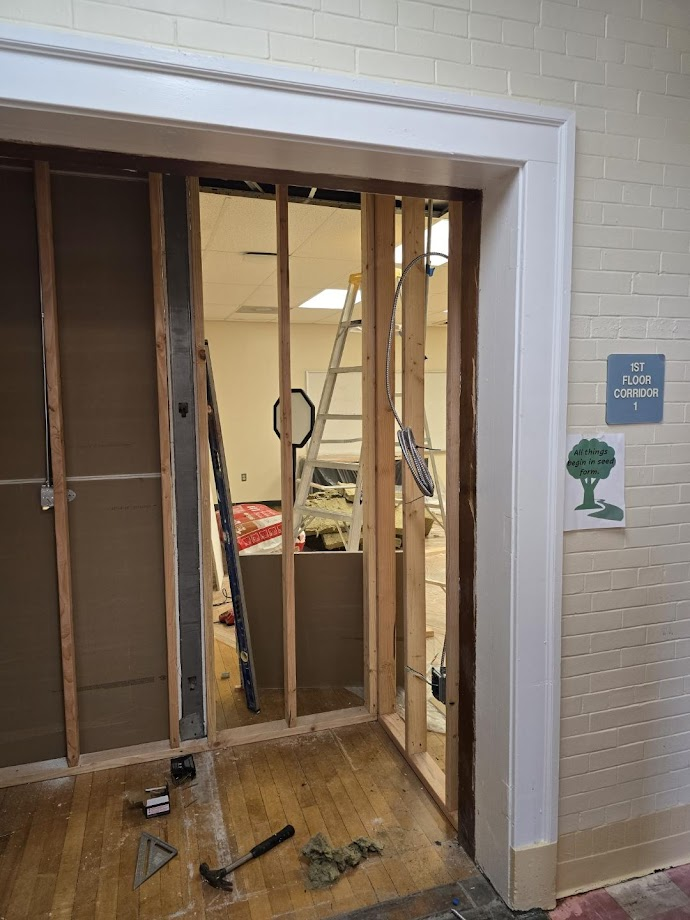 1ST
FLOOR
CORRIDOR
1
All things
begin in seed
form.